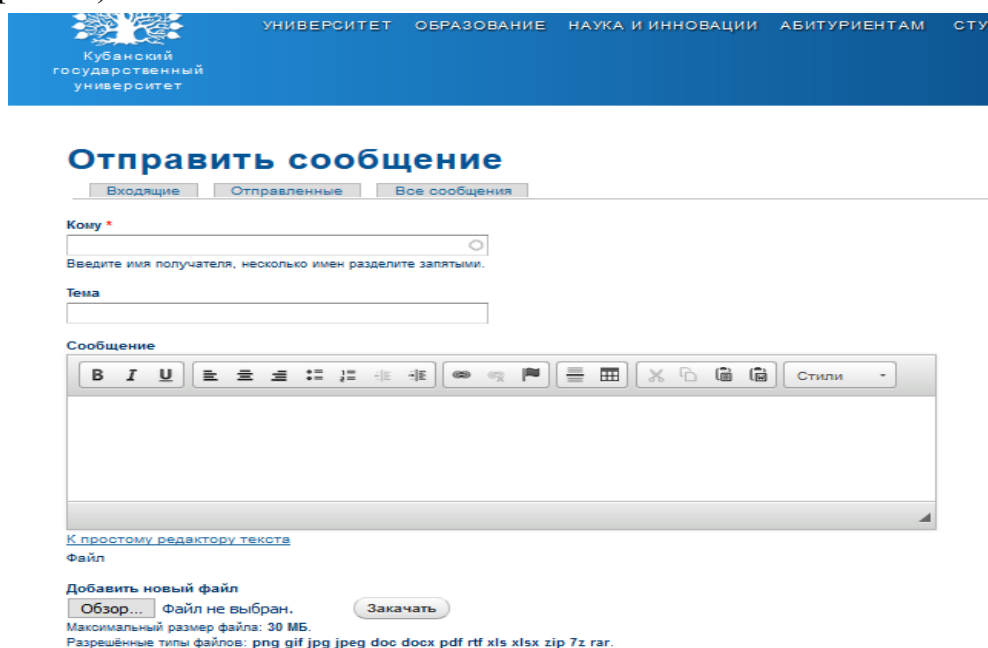 УНИВЕРСИТЕТ ОБРАЗОВАНИЕ НАУКА И ИННОВАЦИИ АБИТУРИЕНТАМ СТУ
Кубанский
государственный
университет
Отправить сообщение
Входящие Отправленные Все сообщения
Кому *
Введите имя получателя, несколько имен разделите запятыми.
Тема
Сообщение
B I U Стили
К простому редактору текста
Файл
Добавить новый файл
Обзор... Файл не выбран. Закачать
Максимальный размер файла: 30 МБ.
Разрешённые типы файлов: png gif jpg jpeg doc docx pdf rtf xls xlsx zip 7z rar.